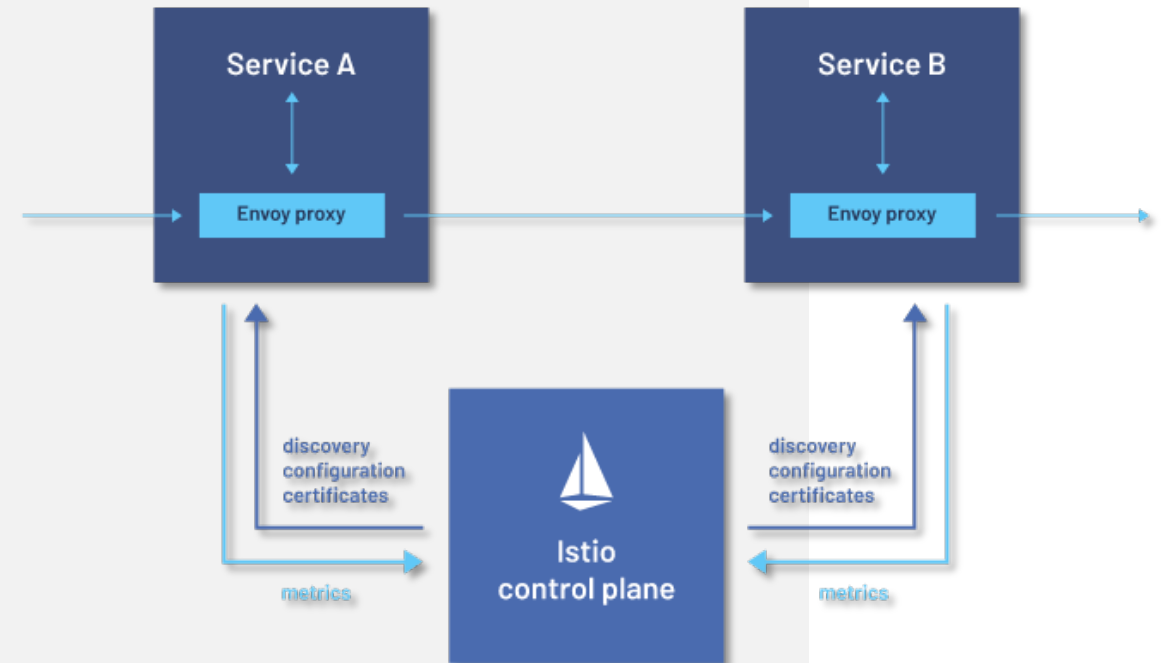 Service A
Service B
Envoy proxy
Envoy proxy
discovery
configuration
certificates
discovery
configuration
certificates
Istio
control plane
metrics
metrics